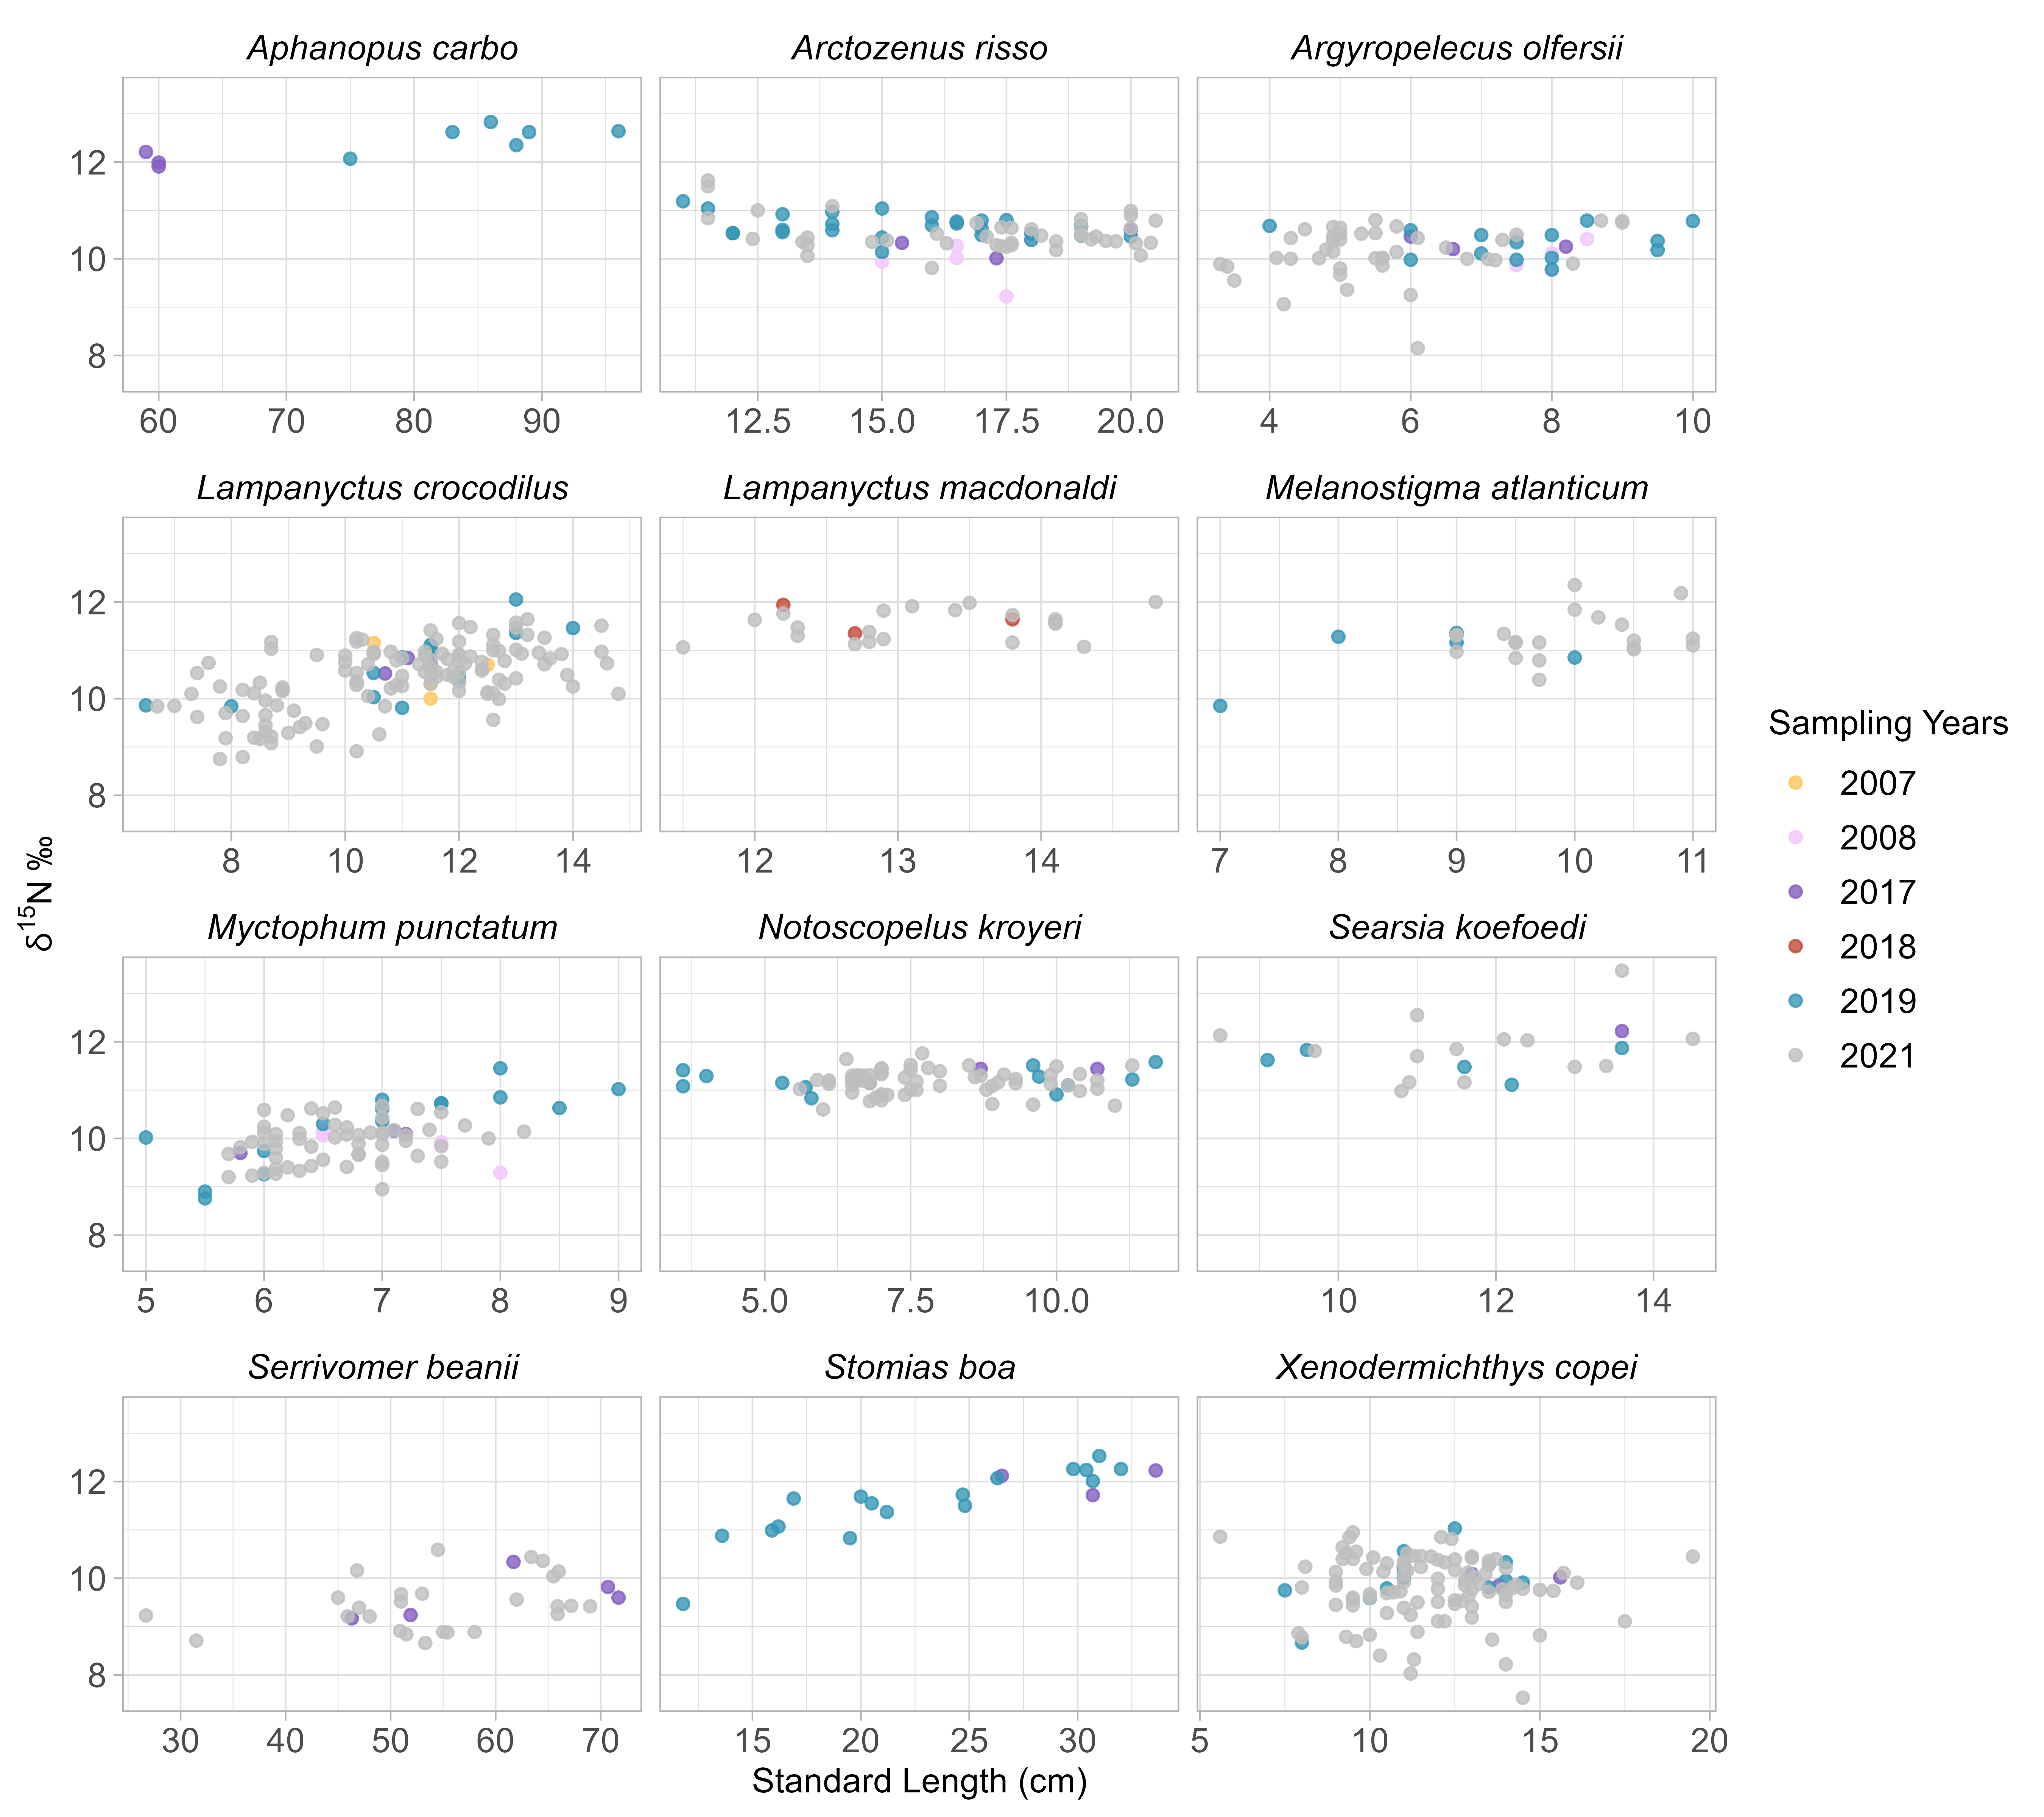 Aphanopus carbo Arctozenus risso Argyropelecus olfersii
12
10
8
60 70 80 90 12.5 15.0 17.5 20.0 4 6 8 10
Lampanyctus crocodilus Lampanyctus macdonaldi Melanostigma atlanticum
12
10
8
8 10 12 14 12 13 14 7 8 9 10 11
Myctophum punctatum Notoscopelus kroyeri Searsia koefoedi
12
10
8
5 6 7 8 9 5.0 7.5 10.0 10 12 14
Serrivomer beanii Stomias boa Xenodermichthys copei
12
10
8
30 40 50 60 70 15 20 25 30 5 10 15 20
Standard Length (cm)
δ¹⁵N ‰
Sampling Years
2007
2008
2017
2018
2019
2021